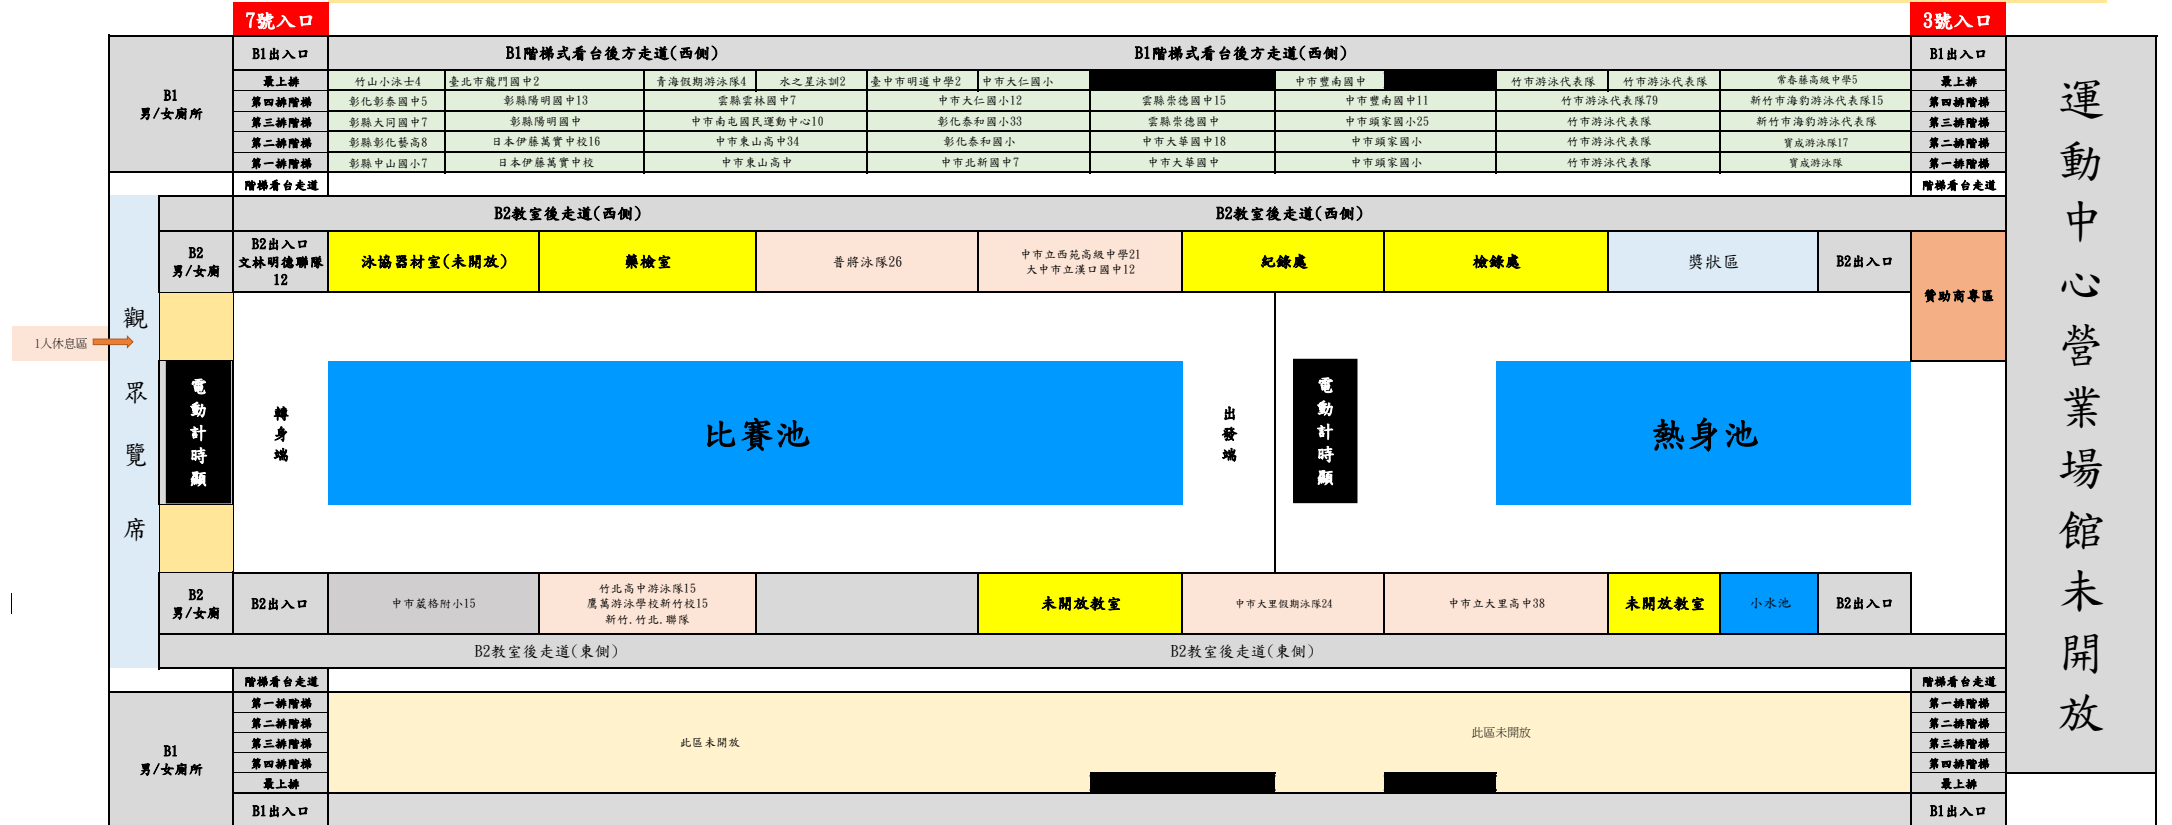 7號入口 3號入口
B1出入口 B1階梯式看台後方走道(西側) B1階梯式看台後方走道(西側) B1出入口
B1
男/女廁所
最上排 竹山小泳士4 臺北市龍門國中2 青海假期游泳隊4 水之星泳訓2 臺中市明道中學2 中市大仁國小 中市豐南國中 竹市游泳代表隊 竹市游泳代表隊 常春藤高級中學5 最上排
第四排階梯 彰化彰泰國中5 彰縣陽明國中13 雲縣雲林國中7 中市大仁國小12 雲縣崇德國中15 中市豐南國中11 竹市游泳代表隊79 新竹市海豹游泳代表隊15 第四排階梯
第三排階梯 彰縣大同國中7 彰縣陽明國中 中市南屯國民運動中心10 彰化泰和國小33 雲縣崇德國中 中市頭家國小25 竹市游泳代表隊 新竹市海豹游泳代表隊 第三排階梯
第二排階梯 彰縣彰化藝高8 日本伊藤萬實中校16 中市東山高中34 彰化泰和國小 中市大華國中18 中市頭家國小 竹市游泳代表隊 寶成游泳隊17 第二排階梯
第一排階梯 彰縣中山國小7 日本伊藤萬實中校 中市東山高中 中市北新國中7 中市大華國中 中市頭家國小 竹市游泳代表隊 寶成游泳隊 第一排階梯
階梯看台走道 階梯看台走道
B2教室後走道(西側) B2教室後走道(西側)
B2
男/女廁
B2出入口
文林明德聯隊
12
泳協器材室(未開放) 藥檢室 普將泳隊26
中市立西苑高級中學21
大中市立漢口國中12
紀錄處 檢錄處 獎狀區 B2出入口
贊助商專區
觀眾覽席
1人休息區
電動計時顯
轉身端
比賽池
出發端
電動計時顯
熱身池
運動中心營業場館未開放
B2
男/女廁
B2出入口 中市葳格附小15
竹北高中游泳隊15
鷹萬游泳學校新竹校15
新竹.竹北.聯隊
未開放教室 中市大里假期泳隊24 中市立大里高中38 未開放教室 小水池 B2出入口
B2教室後走道(東側) B2教室後走道(東側)
階梯看台走道 階梯看台走道
B1
男/女廁所
第一排階梯 第一排階梯
第二排階梯 此區未開放 第二排階梯
第三排階梯 此區未開放 第三排階梯
第四排階梯 第四排階梯
最上排 最上排
B1出入口 B1出入口